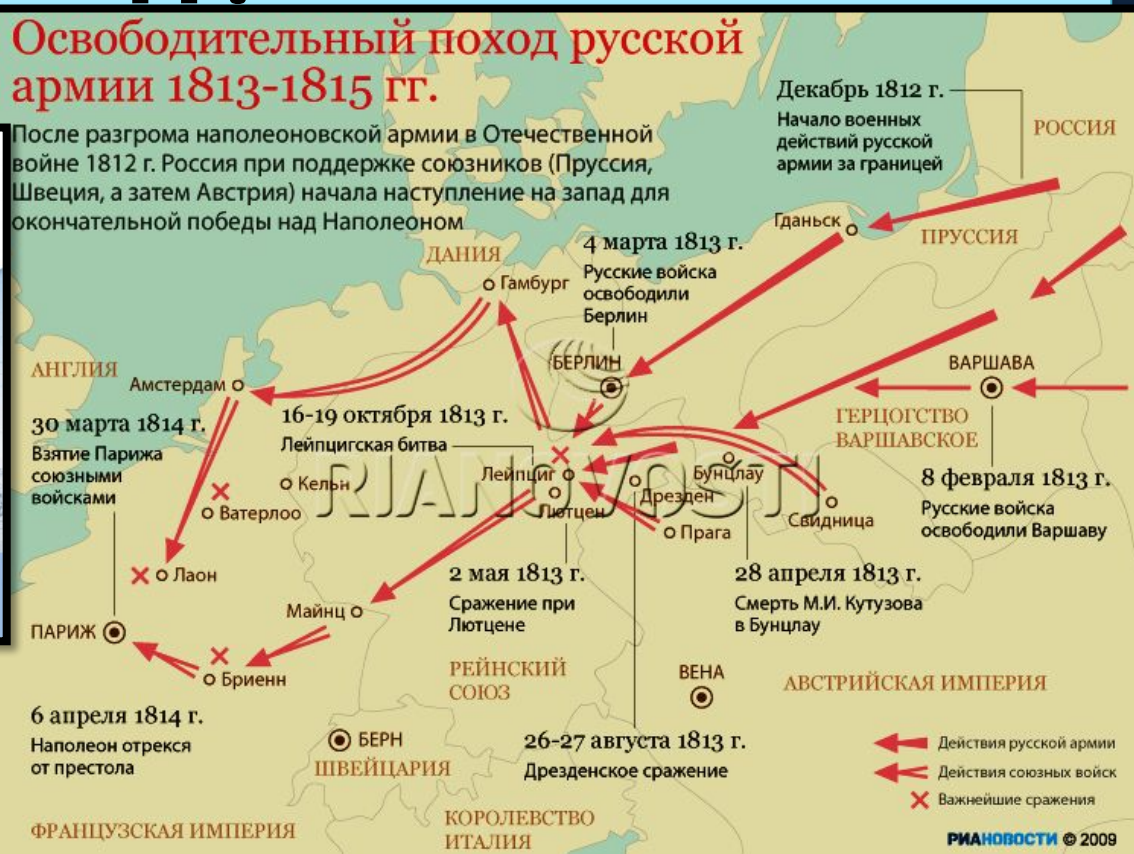 Освободительный поход русской
армии 1813-1815 гг.
После разгрома наполеоновской армии в Отечественной
войне 1812 г. Россия при поддержке союзников (Пруссия,
Швеция, а затем Австрия) начала наступление на запад для
окончательной победы над Наполеоном
Декабрь 1812 г.
Начало военных
действий русской
армии за границей
РОССИЯ
Гданьск
ПРУССИЯ
ДАНИЯ
Гамбург
4 марта 1813 г.
Русские войска
освободили
Берлин
БЕРЛИН
ВАРШАВА
АНГЛИЯ
Амстердам
30 марта 1814 г.
Взятие Парижа
союзными
войсками
16-19 октября 1813 г.
Лейпцигская битва
ГЕРЦОГСТВО
ВАРШАВСКОЕ
8 февраля 1813 г.
Русские войска
освободили Варшаву
RIANOVOSTI
Кельн
Лейпциг
Бунцлау
Дрезден
Лютцен
Свидница
Ватерлоо
Прага
Лаон
2 мая 1813 г.
Сражение при
Лютцене
28 апреля 1813 г.
Смерть М.И. Кутузова
в Бунцлау
Майнц
ПАРИЖ
Бриенн
РЕЙНСКИЙ
СОЮЗ
ВЕНА
АВСТРИЙСКАЯ ИМПЕРИЯ
6 апреля 1814 г.
Наполеон отрекся
от престола
БЕРН
ШВЕЙЦАРИЯ
26-27 августа 1813 г.
Дрезденское сражение
Действия русской армии
Действия союзных войск
Важнейшие сражения
ФРАНЦУЗСКАЯ ИМПЕРИЯ
КОРОЛЕВСТВО
ИТАЛИЯ
РИАНОВОСТИ © 2009